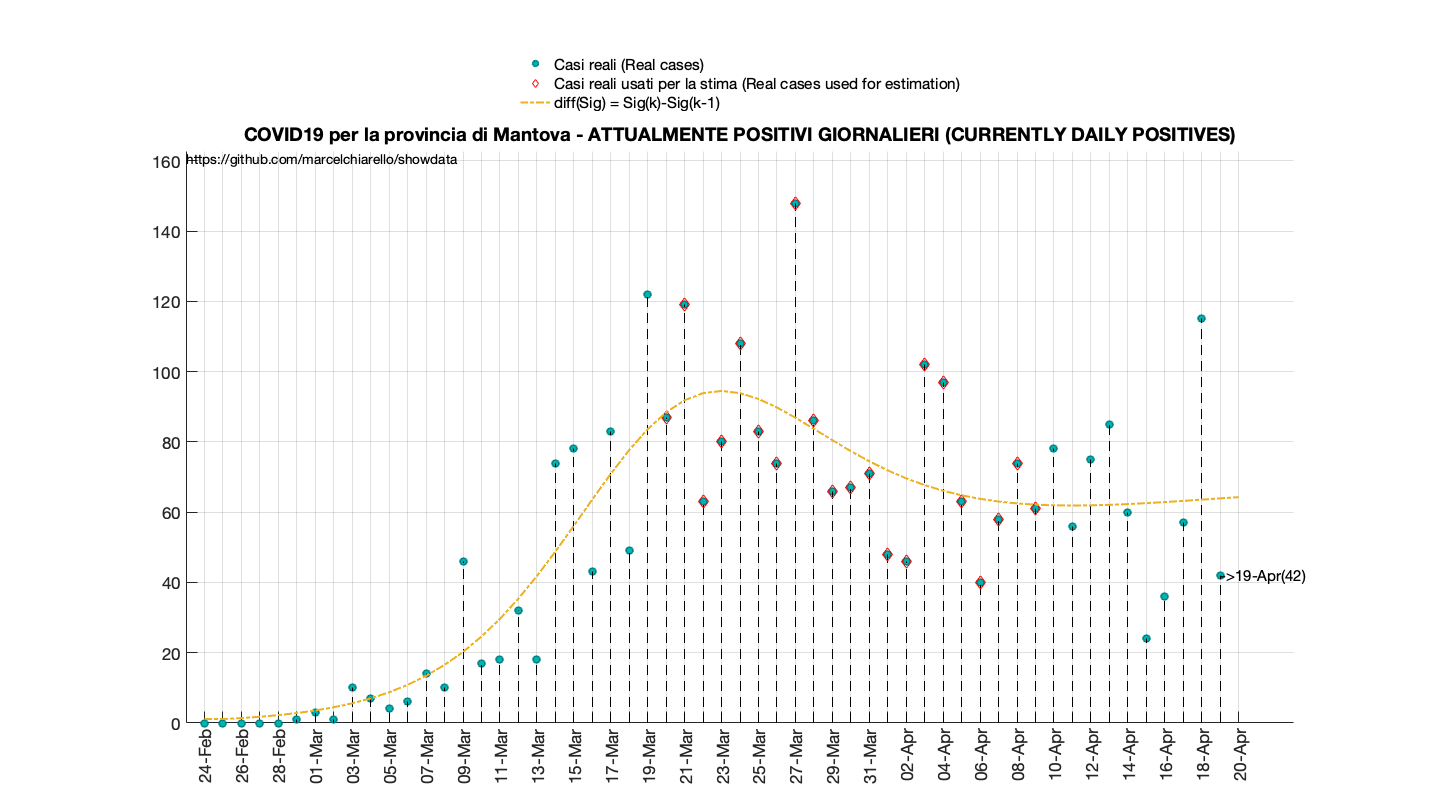 Casi reali (Real cases)
Casi reali usati per la stima (Real cases used for estimation)
diff(Sig) = Sig(k)-Sig(k-1)
COVID19 per la provincia di Mantova - ATTUALMENTE POSITIVI GIORNALIERI (CURRENTLY DAILY POSITIVES)
https://github.com/marcelchiarello/showdata
160
140
120
100
80
60
40
20
0
->19-Apr(42)
24-Feb
26-Feb
28-Feb
01-Mar
03-Mar
05-Mar
07-Mar
09-Mar
11-Mar
13-Mar
15-Mar
17-Mar
19-Mar
21-Mar
23-Mar
25-Mar
27-Mar
29-Mar
31-Mar
02-Apr
04-Apr
06-Apr
08-Apr
10-Apr
12-Apr
14-Apr
16-Apr
18-Apr
20-Apr